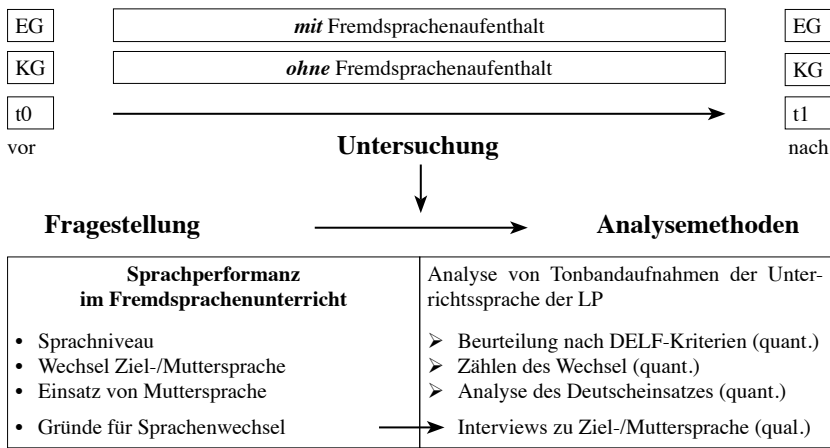 EG mit Fremdsprachenaufenthalt EG
KG ohne Fremdsprachenaufenthalt KG
t0 t1
vor Untersuchung nach
Fragestellung Analysemethoden
Sprachperformanz
im Fremdsprachenunterricht
• Sprachniveau
• Wechsel Ziel-/Muttersprache
• Einsatz von Muttersprache
• Gründe für Sprachenwechsel
Analyse von Tonbandaufnahmen der Unter-
richtssprache der LP
➢ Beurteilung nach DELF-Kriterien (quant.)
➢ Zählen des Wechsel (quant.)
➢ Analyse des Deutscheinsatzes (quant.)
➢ Interviews zu Ziel-/Muttersprache (qual.)